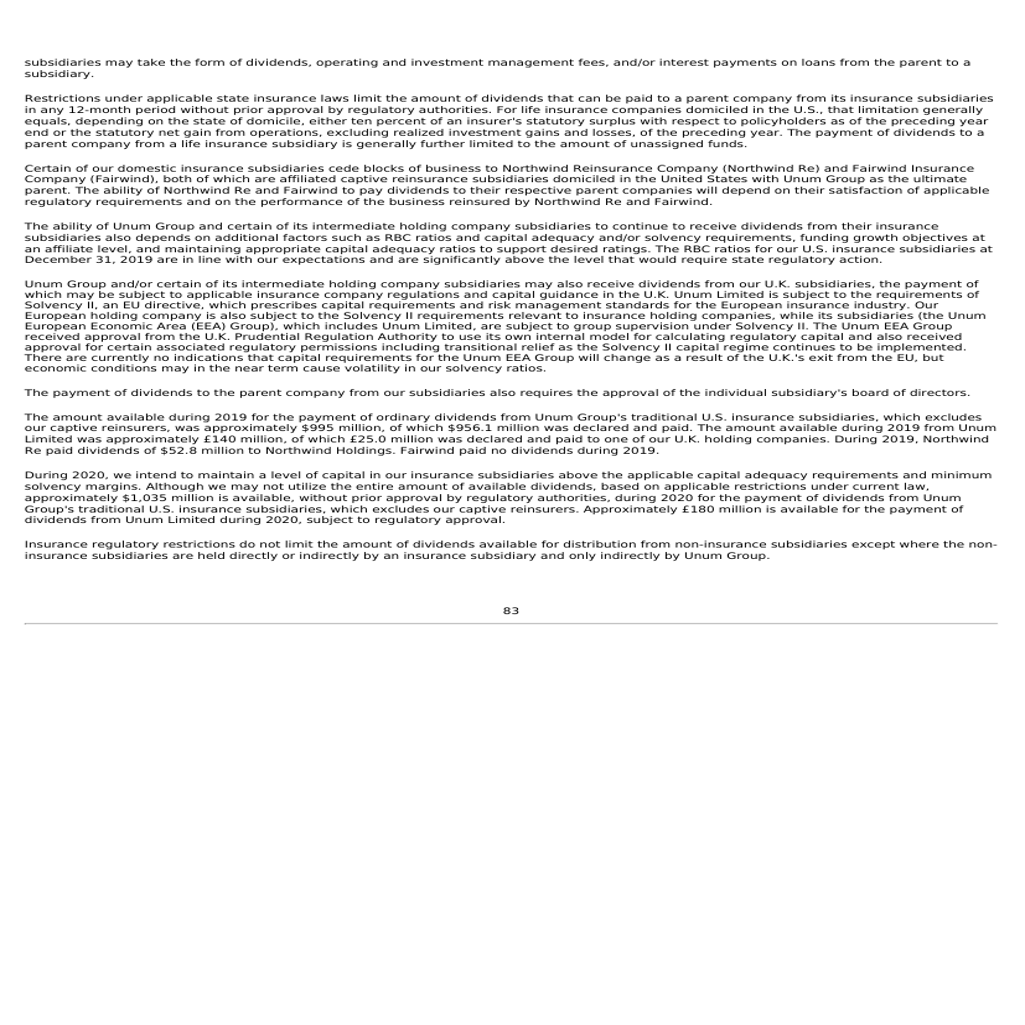 subsidiaries may take the form of dividends, operating and investment management fees, and/or interest payments on loans from the parent to a
subsidiary.
Restrictions under applicable state insurance laws limit the amount of dividends that can be paid to a parent company from its insurance subsidiaries
in any 12-month period without prior approval by regulatory authorities. For life insurance companies domiciled in the U.S., that limitation generally
equals, depending on the state of domicile, either ten percent of an insurer's statutory surplus with respect to policyholders as of the preceding year
end or the statutory net gain from operations, excluding realized investment gains and losses, of the preceding year. The payment of dividends to a
parent company from a life insurance subsidiary is generally further limited to the amount of unassigned funds.
Certain of our domestic insurance subsidiaries cede blocks of business to Northwind Reinsurance Company (Northwind Re) and Fairwind Insurance
Company (Fairwind), both of which are affiliated captive reinsurance subsidiaries domiciled in the United States with Unum Group as the ultimate
parent. The ability of Northwind Re and Fairwind to pay dividends to their respective parent companies will depend on their satisfaction of applicable
regulatory requirements and on the performance of the business reinsured by Northwind Re and Fairwind.
The ability of Unum Group and certain of its intermediate holding company subsidiaries to continue to receive dividends from their insurance
subsidiaries also depends on additional factors such as RBC ratios and capital adequacy and/or solvency requirements, funding growth objectives at
an affiliate level, and maintaining appropriate capital adequacy ratios to support desired ratings. The RBC ratios for our U.S. insurance subsidiaries at
December 31, 2019 are in line with our expectations and are significantly above the level that would require state regulatory action.
Unum Group and/or certain of its intermediate holding company subsidiaries may also receive dividends from our U.K. subsidiaries, the payment of
which may be subject to applicable insurance company regulations and capital guidance in the U.K. Unum Limited is subject to the requirements of
Solvency II, an EU directive, which prescribes capital requirements and risk management standards for the European insurance industry. Our
European holding company is also subject to the Solvency II requirements relevant to insurance holding companies, while its subsidiaries (the Unum
European Economic Area (EEA) Group), which includes Unum Limited, are subject to group supervision under Solvency II. The Unum EEA Group
received approval from the U.K. Prudential Regulation Authority to use its own internal model for calculating regulatory capital and also received
approval for certain associated regulatory permissions including transitional relief as the Solvency II capital regime continues to be implemented.
There are currently no indications that capital requirements for the Unum EEA Group will change as a result of the U.K.'s exit from the EU, but
economic conditions may in the near term cause volatility in our solvency ratios.
The payment of dividends to the parent company from our subsidiaries also requires the approval of the individual subsidiary's board of directors.
The amount available during 2019 for the payment of ordinary dividends from Unum Group's traditional U.S. insurance subsidiaries, which excludes
our captive reinsurers, was approximately $995 million, of which $956.1 million was declared and paid. The amount available during 2019 from Unum
Limited was approximately £140 million, of which £25.0 million was declared and paid to one of our U.K. holding companies. During 2019, Northwind
Re paid dividends of $52.8 million to Northwind Holdings. Fairwind paid no dividends during 2019.
During 2020, we intend to maintain a level of capital in our insurance subsidiaries above the applicable capital adequacy requirements and minimum
solvency margins. Although we may not utilize the entire amount of available dividends, based on applicable restrictions under current law,
approximately $1,035 million is available, without prior approval by regulatory authorities, during 2020 for the payment of dividends from Unum
Group's traditional U.S. insurance subsidiaries, which excludes our captive reinsurers. Approximately £180 million is available for the payment of
dividends from Unum Limited during 2020, subject to regulatory approval.
Insurance regulatory restrictions do not limit the amount of dividends available for distribution from non-insurance subsidiaries except where the non-
insurance subsidiaries are held directly or indirectly by an insurance subsidiary and only indirectly by Unum Group.
83